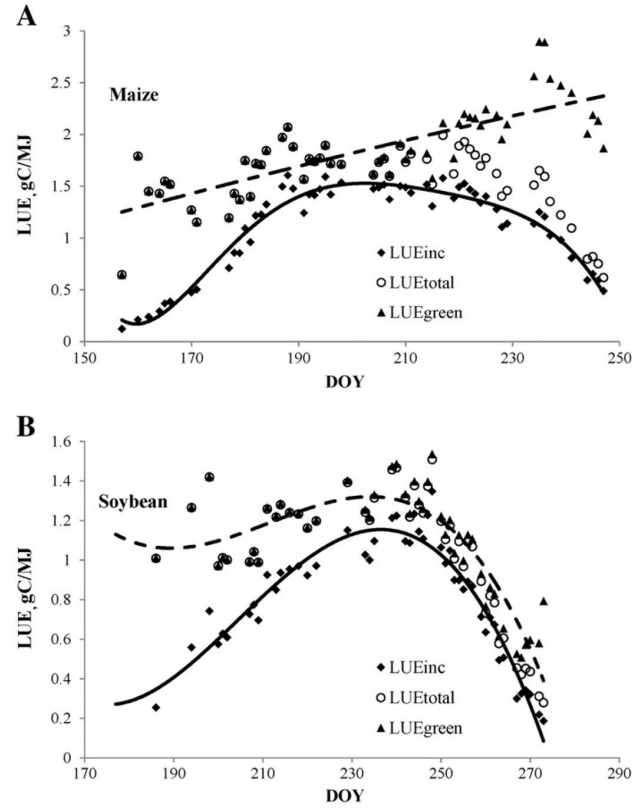 A
3
Maize
2.5
2
1.5
1
0.5
0
LUE, gC/MJ
LUEinc
LUEtotal
LUEgreen
150 170 190 210 230 250
DOY
B
1.6
1.4
Soybean
1.2
1
0.8
0.6
0.4
0.2
0
LUE, gC/MJ
LUEinc
LUEtotal
LUEgreen
170 190 210 230 250 270 290
DOY